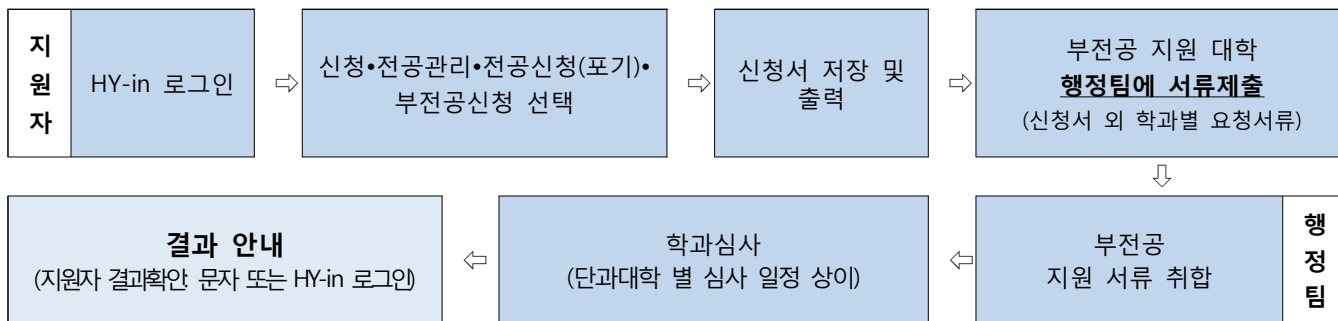 지
원
자
HY-in 로그인
⇨
신청•전공관리•전공신청(포기)•
부전공신청 선택
⇨
신청서 저장 및
출력
⇨
부전공 지원 대학
행정팀에 서류제출
(신청서 외 학과별 요청서류)
⇩
행
정
팀
부전공
지원 서류 취합
⇦
학과심사
(단과대학 별 심사 일정 상이)
⇦
결과 안내
(지원자 결과확인: 문자 또는 HY-in 로그인)